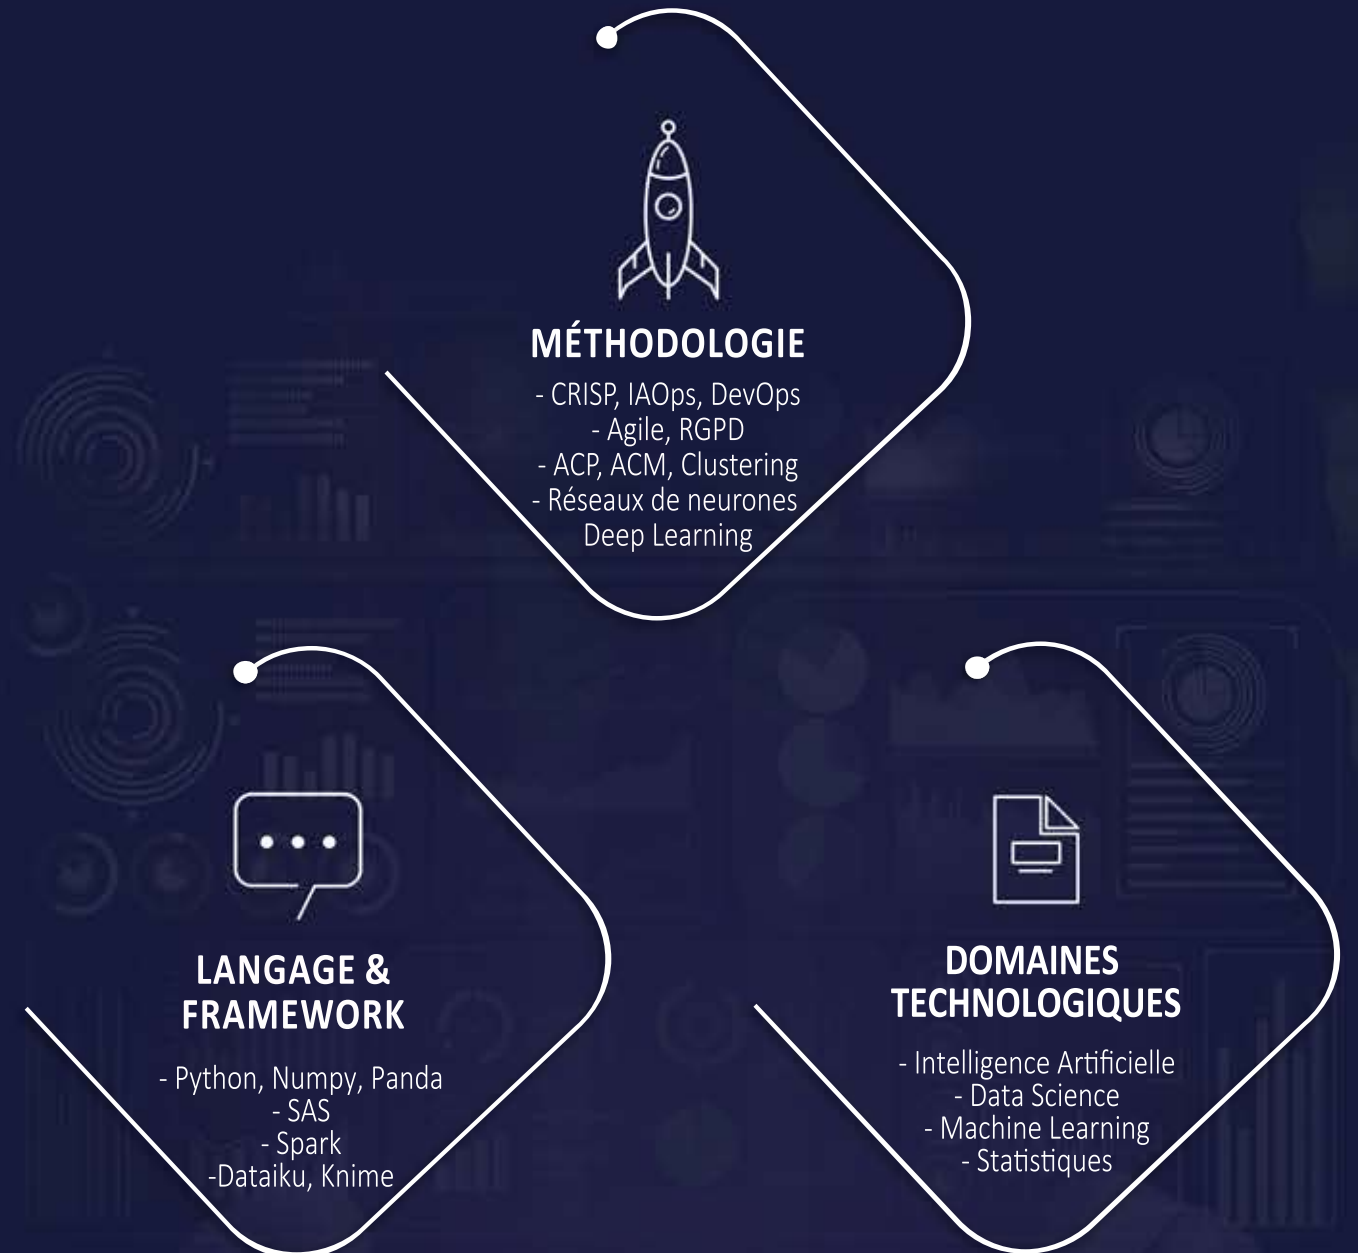 MÉTHODOLOGIE
- CRISP, IAOps, DevOps
- Agile, RGPD
- ACP, ACM, Clustering
- Réseaux de neurones
Deep Learning
LANGAGE &
FRAMEWORK
- Python, Numpy, Panda
- SAS
- Spark
-Dataiku, Knime
DOMAINES
TECHNOLOGIQUES
- Intelligence Artificielle
- Data Science
- Machine Learning
- Statistiques